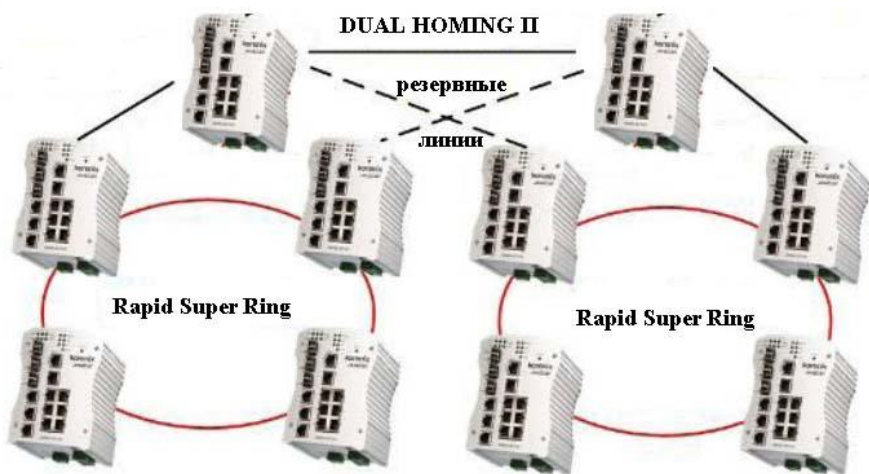 DUAL HOMING II
резервные
линии
Rapid Super Ring
Rapid Super Ring